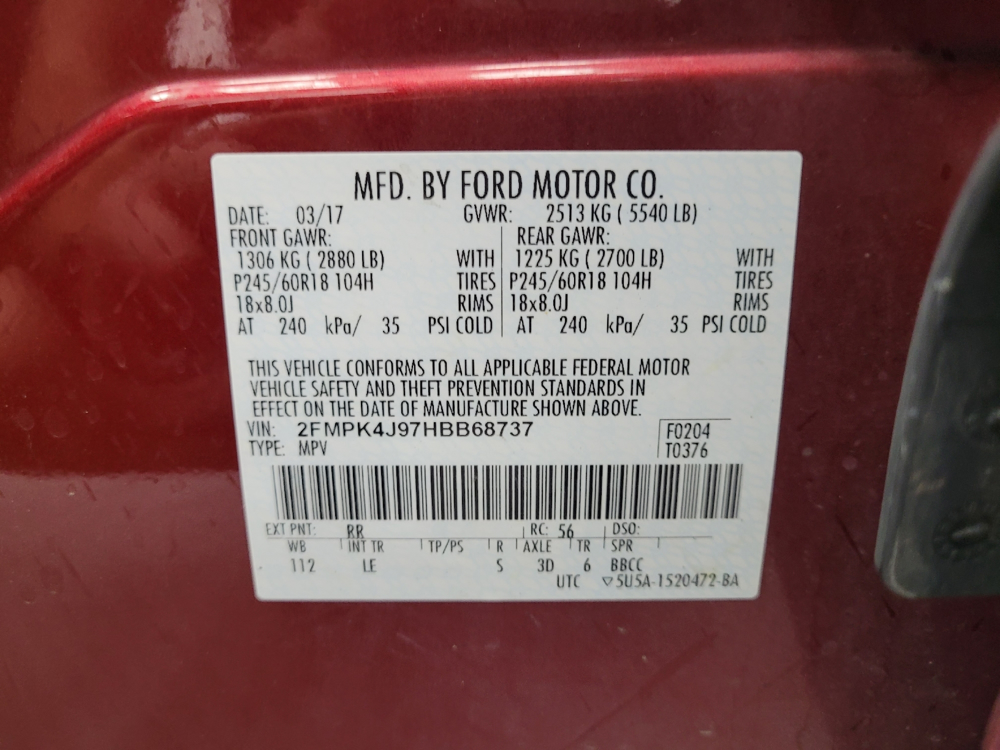 MFD. BY FORD MOTOR CO.
DATE: 03/17 GVWR: 2513 KG ( 5540 LB)
FRONT GAWR: REAR GAWR:
1306 KG ( 2880 LB) WITH 1225 KG ( 2700 LB) WITH
P245/60R18 104H TIRES P245/60R18 104H TIRES
18x8.0J RIMS 18x8.0J RIMS
AT 240 kPa/ 35 PSI COLD AT 240 kPa/ 35 PSI COLD
THIS VEHICLE CONFORMS TO ALL APPLICABLE FEDERAL MOTOR
VEHICLE SAFETY AND THEFT PREVENTION STANDARDS IN
EFFECT ON THE DATE OF MANUFACTURE SHOWN ABOVE.
VIN: 2FMPK4J97HBB68737 F0204
TYPE: MPV T0376
EXT PNT: RR RC: 56 DSO:
WB INT TR TP/PS R AXLE TR SPR
112 LE S 3D 6 BBCC
UTC ▽5U5A-1520472-BA